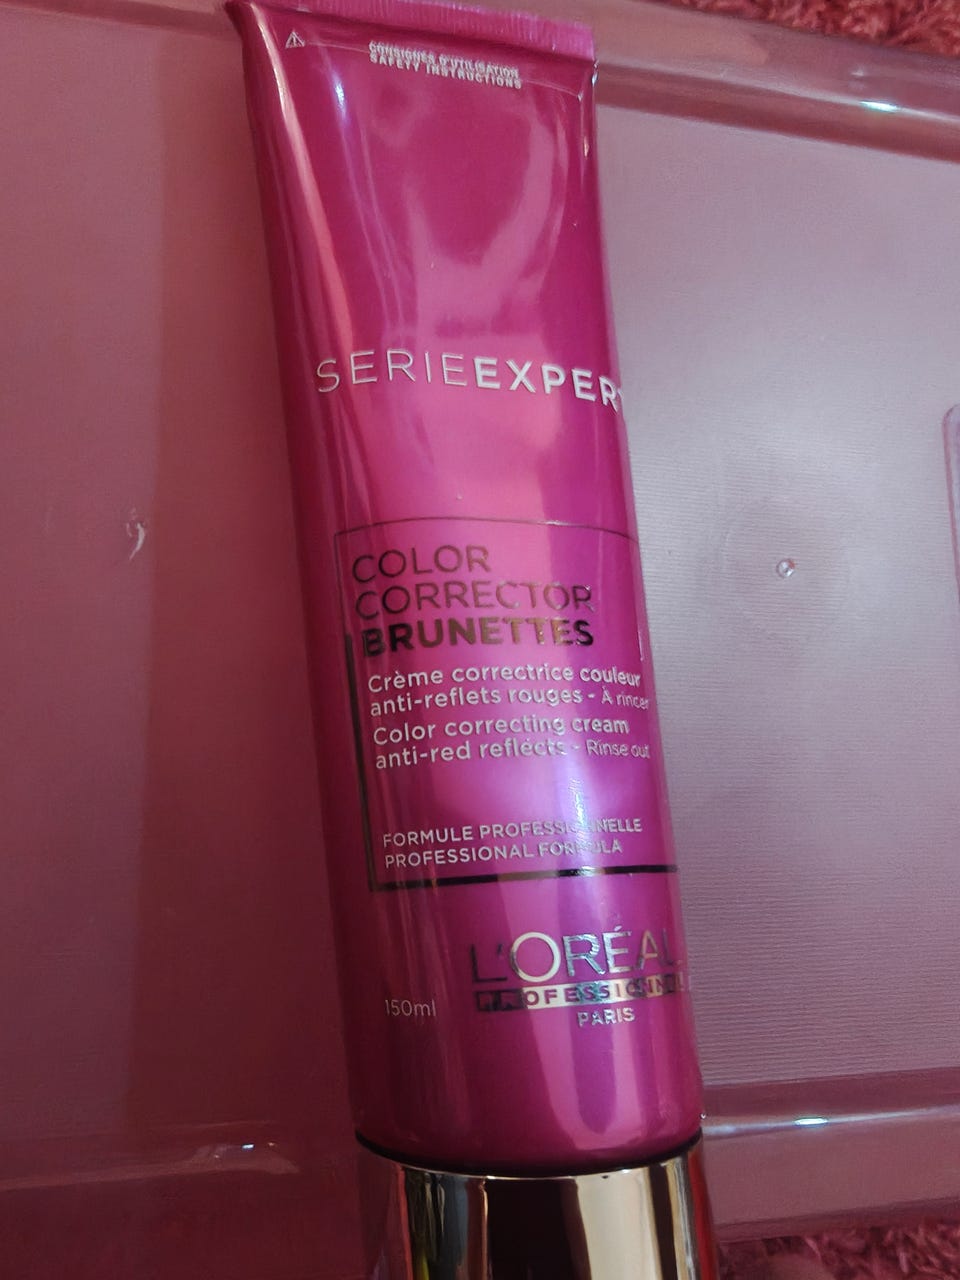 CONSIGNES D'UTILISATION
SAFETY INSTRUCTIONS
SERIEEXPERT
COLOR
CORRECTOR
BRUNETTES
Crème correctrice couleur
anti-reflets rouges - À rincer
Color correcting cream
anti-red reflects - Rinse out
FORMULE PROFESSIONNELLE
PROFESSIONAL FORMULA
L'ORÉAL
PROFESSIONNEL
PARIS
150ml